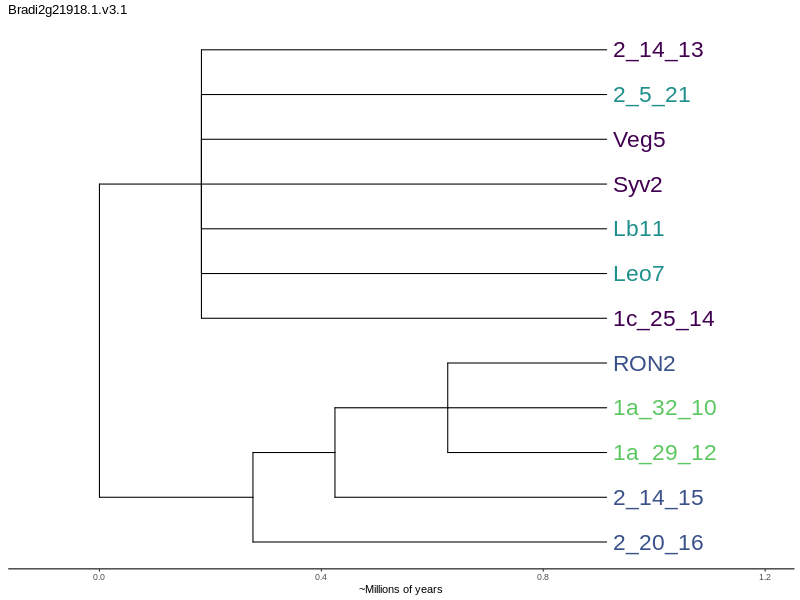 Bradi2g21918.1.v3.1
2_14_13
2_5_21
Veg5
Syv2
Lb11
Leo7
1c_25_14
RON2
1a_32_10
1a_29_12
2_14_15
2_20_16
0.0 0.4 0.8 1.2
~Millions of years